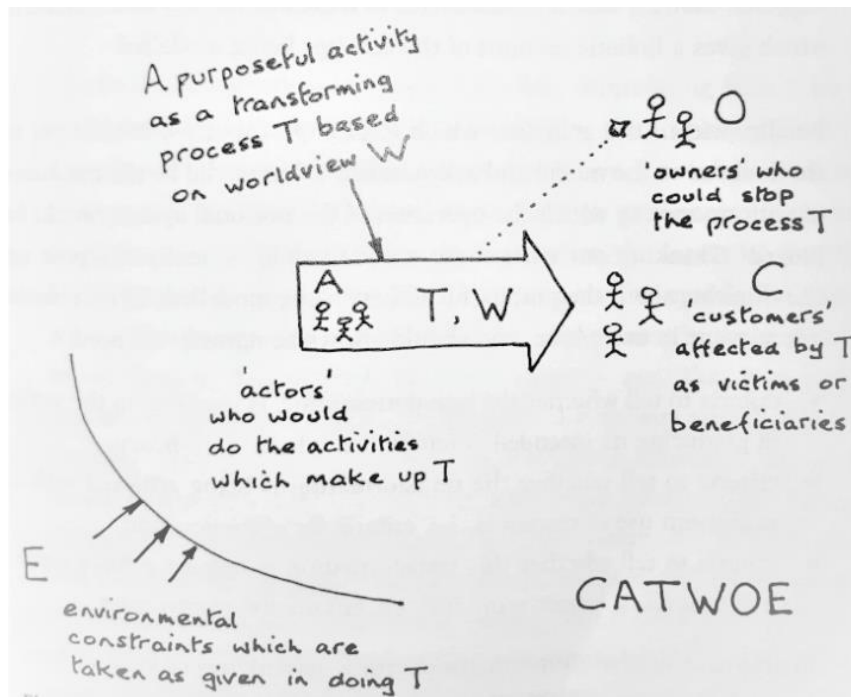 A purposeful activity
as a transforming
process T based
on worldview W
O
'owners' who
could stop
the process T
A
T, W
C
customers
affected by T
as victims or
beneficiaries
'actors'
who would
do the activities
which make up T
E
environmental
constraints which are
taken as given in doing T
CATWOE